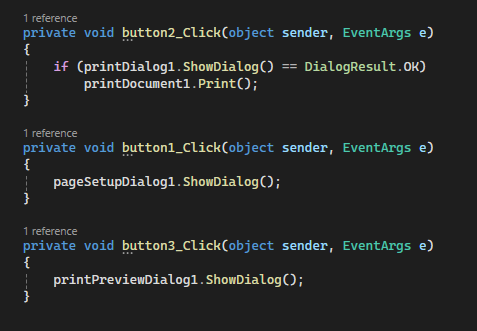 1 reference
private void button2_Click(object sender, EventArgs e)
{
    if (printDialog1.ShowDialog() == DialogResult.OK)
        printDocument1.Print();
}
1 reference
private void button1_Click(object sender, EventArgs e)
{
    pageSetupDialog1.ShowDialog();
}
1 reference
private void button3_Click(object sender, EventArgs e)
{
    printPreviewDialog1.ShowDialog();
}